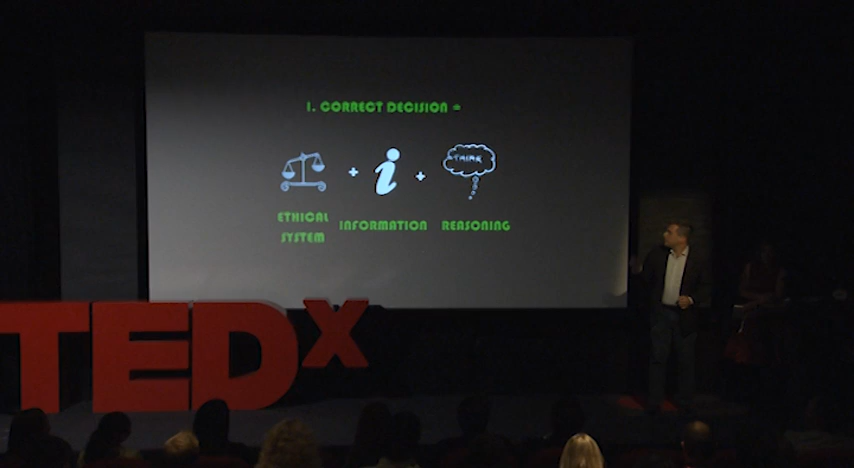 1. CORRECT DECISION =
+ i + THINK
ETHICAL SYSTEM INFORMATION REASONING
TEDx